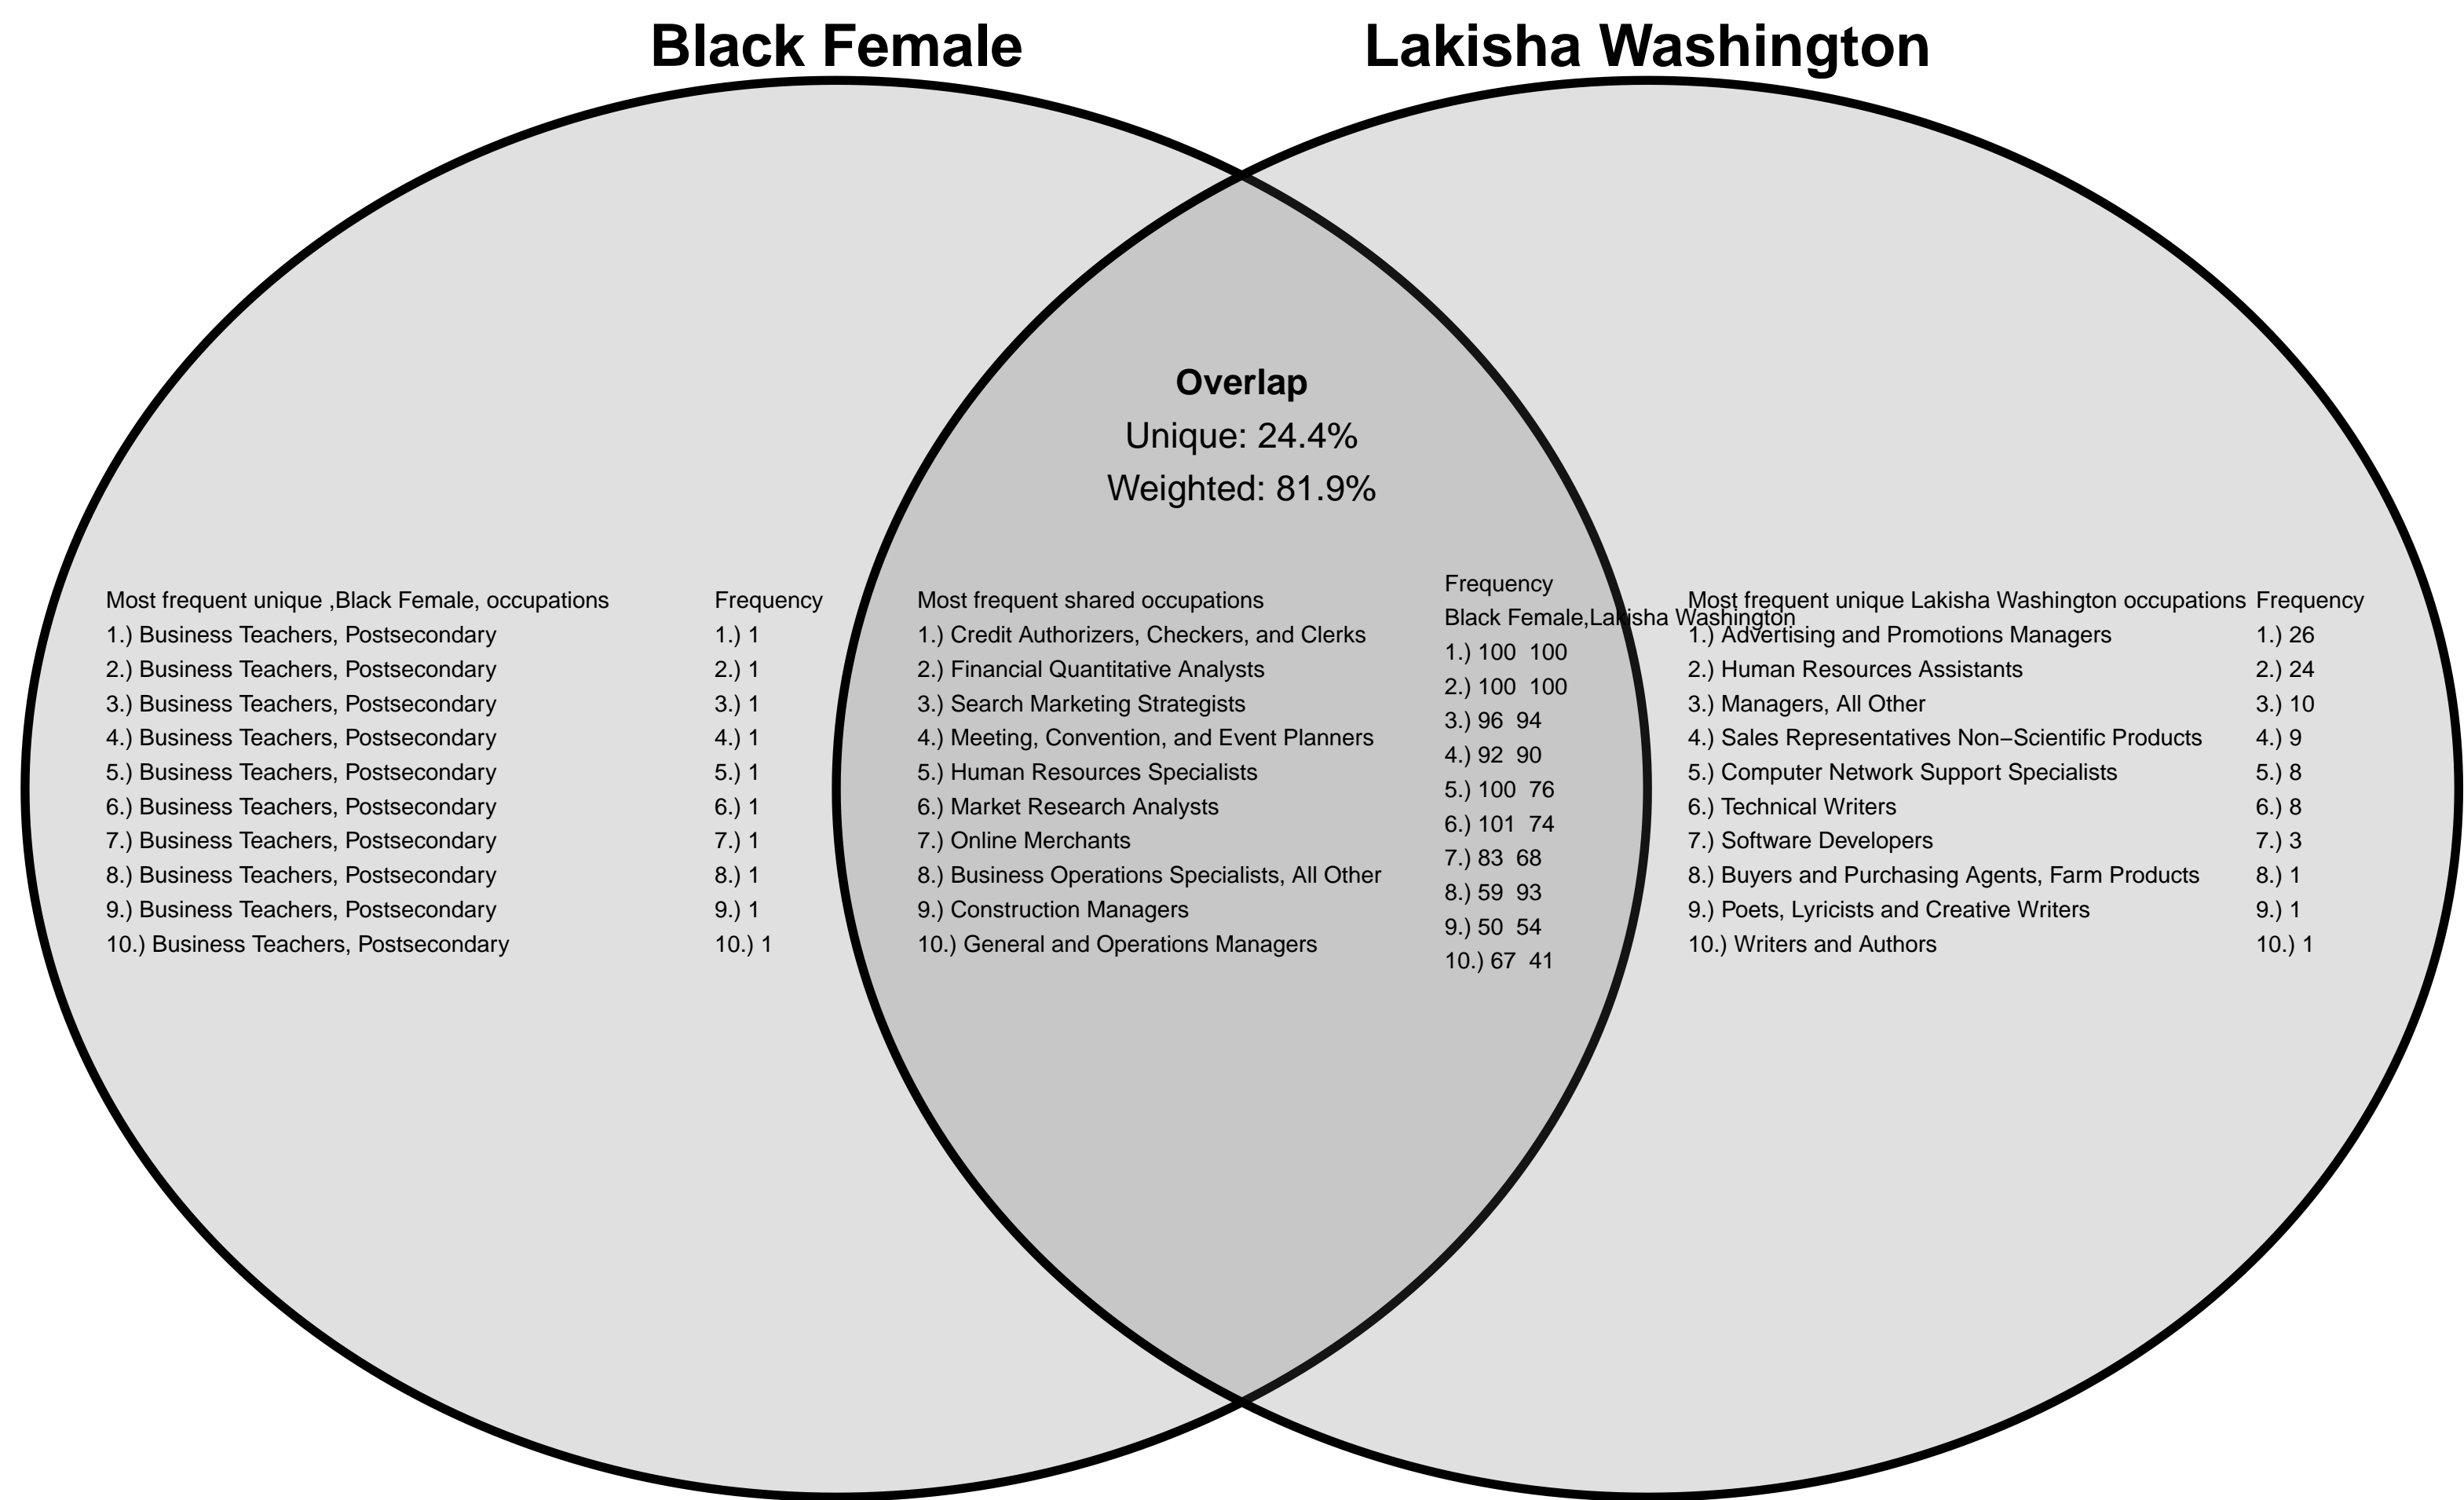 Black Female
Lakisha Washington
Overlap
Unique: 24.4%
Weighted: 81.9%
Most frequent unique ,Black Female, occupations
1.) Business Teachers, Postsecondary
2.) Business Teachers, Postsecondary
3.) Business Teachers, Postsecondary
4.) Business Teachers, Postsecondary
5.) Business Teachers, Postsecondary
6.) Business Teachers, Postsecondary
7.) Business Teachers, Postsecondary
8.) Business Teachers, Postsecondary
9.) Business Teachers, Postsecondary
10.) Business Teachers, Postsecondary
Frequency
1.) 1
2.) 1
3.) 1
4.) 1
5.) 1
6.) 1
7.) 1
8.) 1
9.) 1
10.) 1
Most frequent shared occupations
1.) Credit Authorizers, Checkers, and Clerks
2.) Financial Quantitative Analysts
3.) Search Marketing Strategists
4.) Meeting, Convention, and Event Planners
5.) Human Resources Specialists
6.) Market Research Analysts
7.) Online Merchants
8.) Business Operations Specialists, All Other
9.) Construction Managers
10.) General and Operations Managers
Frequency
Black Female,Lakisha Washington
1.) 100 100
2.) 100 100
3.) 96 94
4.) 92 90
5.) 100 76
6.) 101 74
7.) 83 68
8.) 59 93
9.) 50 54
10.) 67 41
Most frequent unique Lakisha Washington occupations
1.) Advertising and Promotions Managers
2.) Human Resources Assistants
3.) Managers, All Other
4.) Sales Representatives Non−Scientific Products
5.) Computer Network Support Specialists
6.) Technical Writers
7.) Software Developers
8.) Buyers and Purchasing Agents, Farm Products
9.) Poets, Lyricists and Creative Writers
10.) Writers and Authors
Frequency
1.) 26
2.) 24
3.) 10
4.) 9
5.) 8
6.) 8
7.) 3
8.) 1
9.) 1
10.) 1